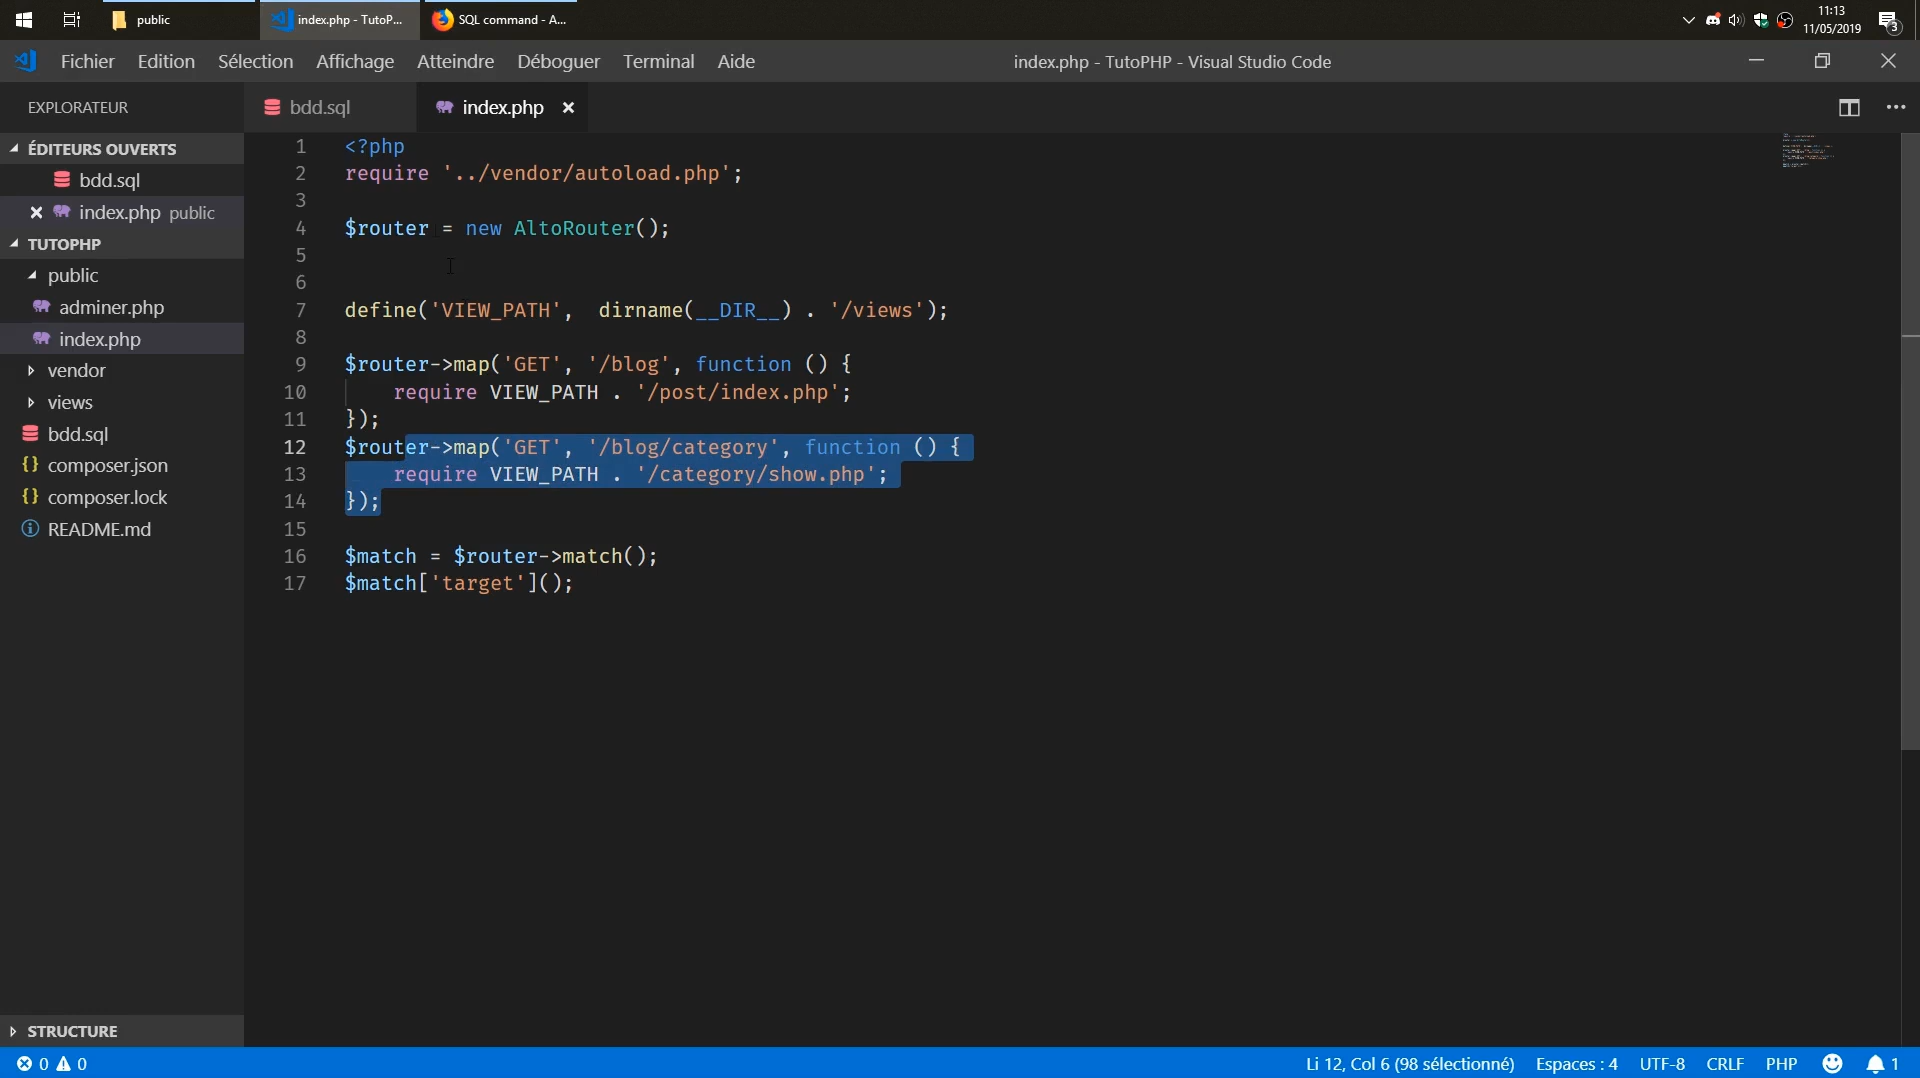 public
index.php - TutoP...
SQL command - A...
11:13
11/05/2019
3
Fichier Edition Sélection Affichage Atteindre Déboguer Terminal Aide
index.php - TutoPHP - Visual Studio Code
EXPLORATEUR
bdd.sql
index.php
ÉDITEURS OUVERTS
bdd.sql
index.php public
TUTOPHP
public
adminer.php
index.php
vendor
views
bdd.sql
composer.json
composer.lock
README.md
STRUCTURE
1 <?php
2 require '../vendor/autoload.php';
3
4 $router = new AltoRouter();
5
6
7 define('VIEW_PATH',  dirname(__DIR__) . '/views');
8
9 $router->map('GET', '/blog', function () {
10     require VIEW_PATH . '/post/index.php';
11 });
12 $router->map('GET', '/blog/category', function () {
13     require VIEW_PATH . '/category/show.php';
14 });
15
16 $match = $router->match();
17 $match['target']();
0 0
Li 12, Col 6 (98 sélectionné) Espaces : 4 UTF-8 CRLF PHP 1